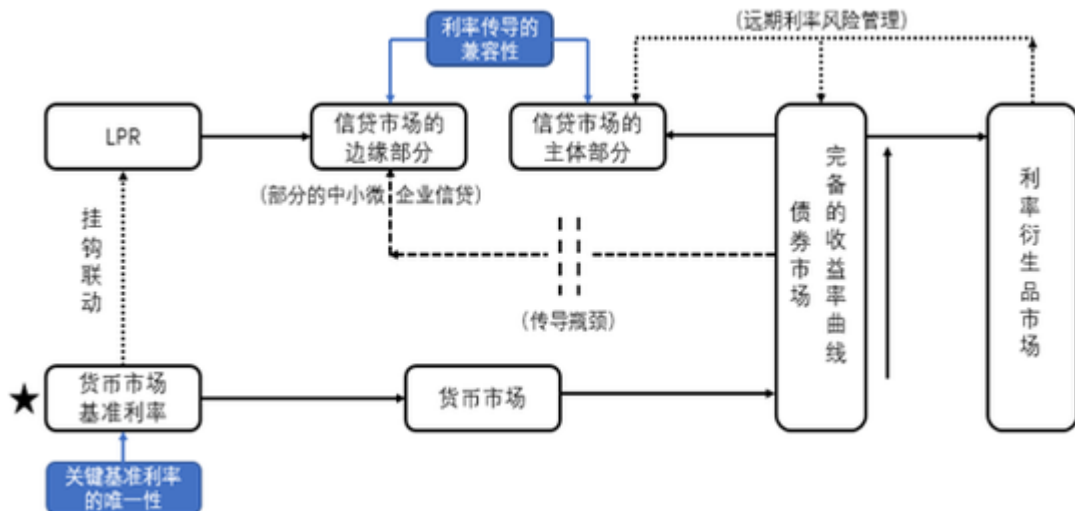 利率传导的
兼容性
（远期利率风险管理）
LPR
信贷市场的
边缘部分
信贷市场的
主体部分
（部分的中小微 企业信贷）
挂钩联动
（传导瓶颈）
债券市场
完备的收益率曲线
利率衍生品市场
货币市场
基准利率
货币市场
关键基准利率
的唯一性